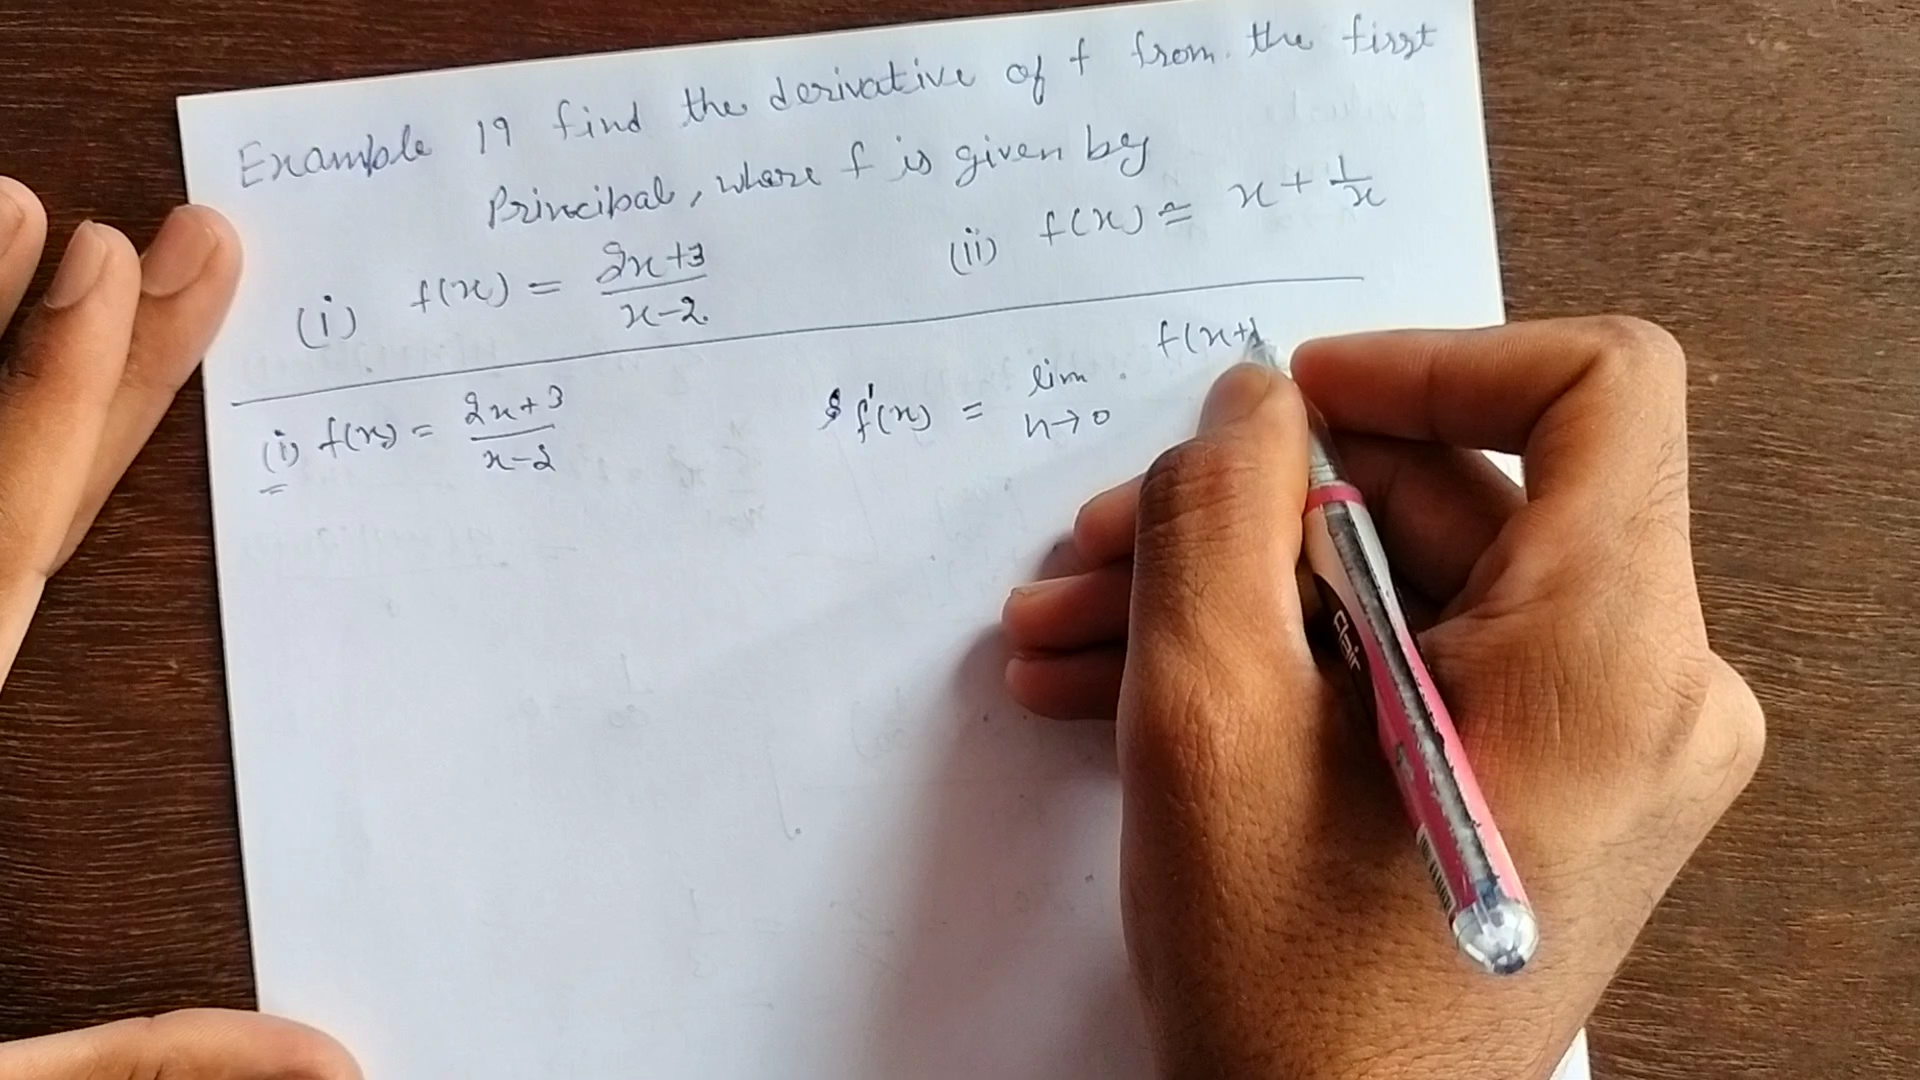 Example 19 find the derivative of f from the first
Principal, where f is given by
(i) f(x) = 2x+3/x-2. (ii) f(x) = x + 1/x
(i) f(x) = 2x+3/x-2 f'(x) = lim h→0 f(x+
Flair